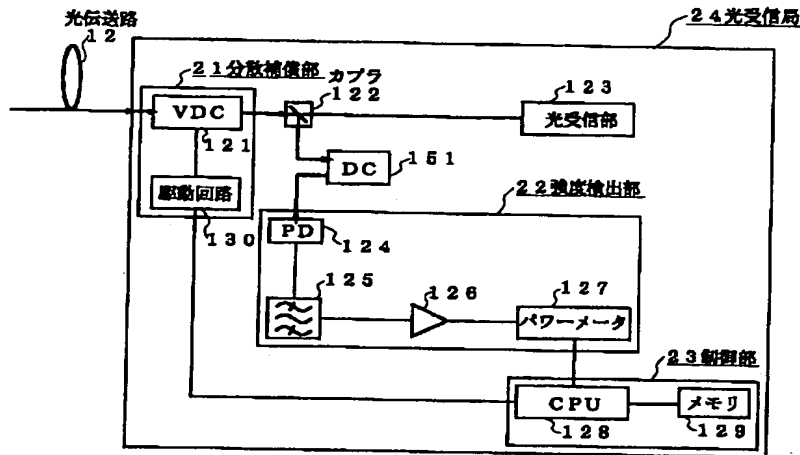 光伝送路
12
24光受信局
21分散補償部
カプラ
122
123
VDC
光受信部
121
151
DC
駆動回路
22強度検出部
130
PD
124
125
126
127
パワーメータ
23制御部
CPU
メモリ
128
129